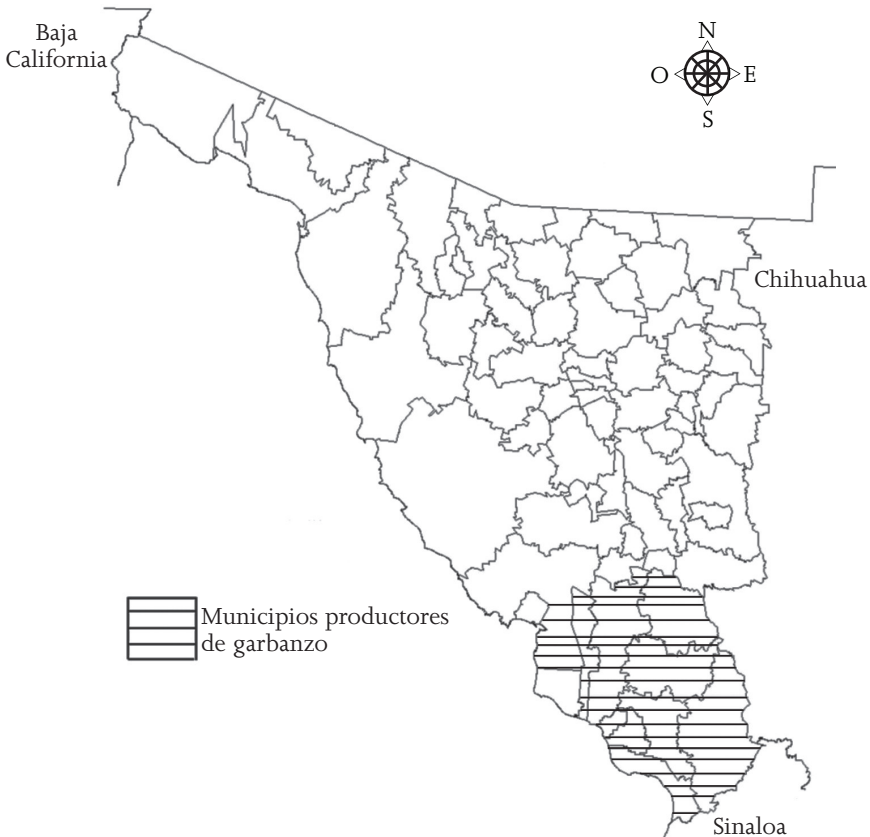 Baja
California
N
O
E
S
Chihuahua
Municipios productores
de garbanzo
Sinaloa